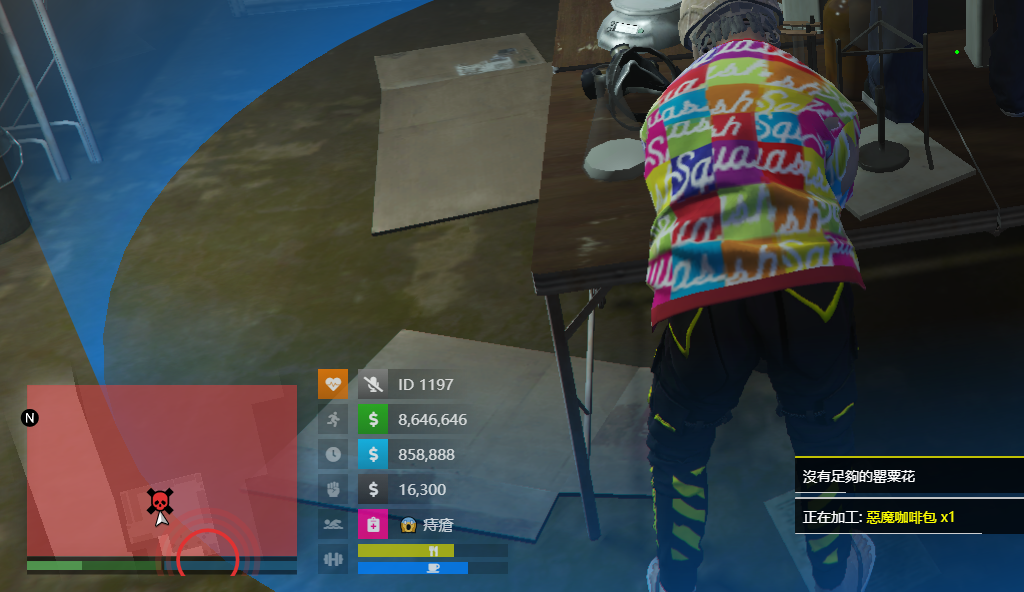 Squash
N
ID 1197
$ 8,646,646
$ 858,888
$ 16,300
😱 痔瘡
沒有足夠的罌粟花
正在加工: 惡魔咖啡包 x1